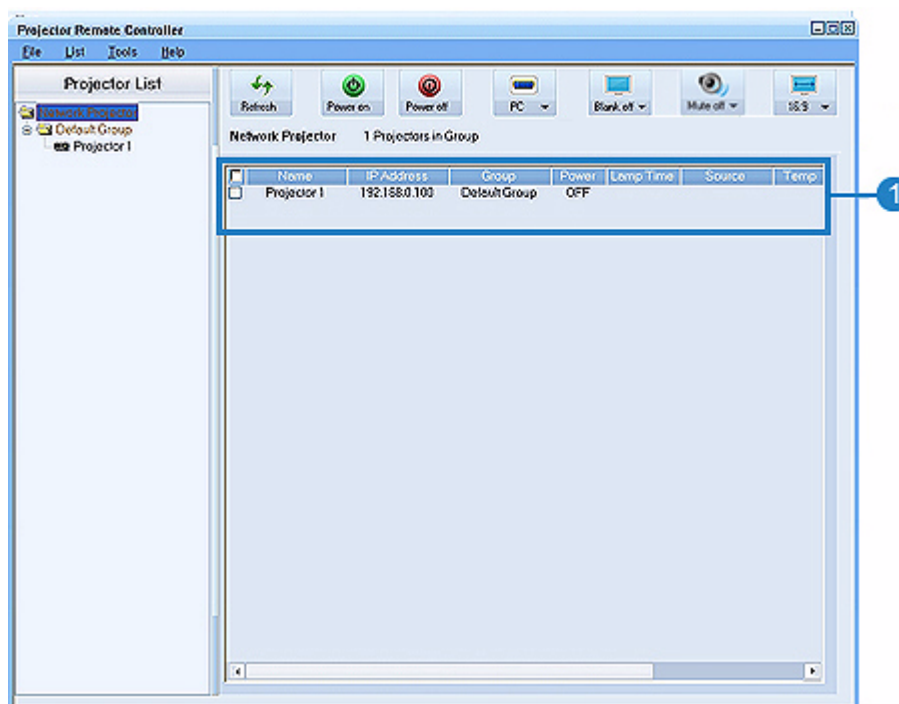 Projector Remote Controller
File List Tools Help
Projector List
Network Projector
Default Group
Projector 1
Refresh Power on Power off PC Blank off Mute off 16:9
Network Projector 1 Projectors in Group
Name IP Address Group Power Lamp Time Source Temp
Projector 1 192.168.0.100 Default Group OFF
1